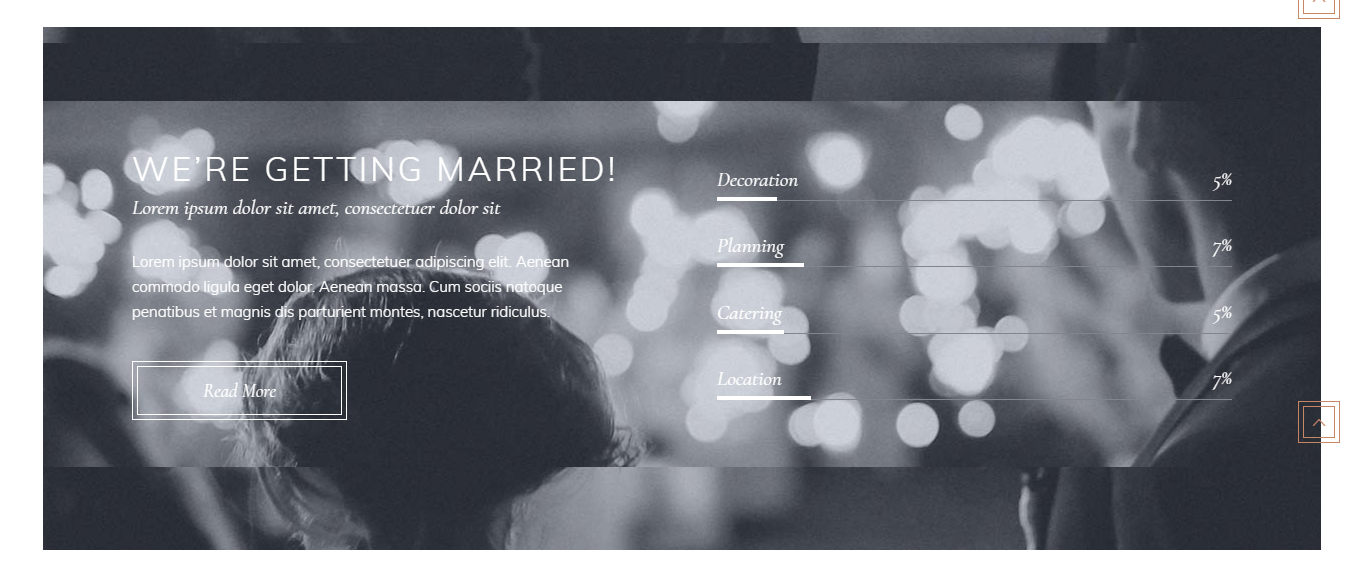 WE’RE GETTING MARRIED!
Lorem ipsum dolor sit amet, consectetuer dolor sit
Lorem ipsum dolor sit amet, consectetuer adipiscing elit. Aenean
commodo ligula eget dolor. Aenean massa. Cum sociis natoque
penatibus et magnis dis parturient montes, nascetur ridiculus.
Read More
Decoration 5%
Planning 7%
Catering 5%
Location 7%